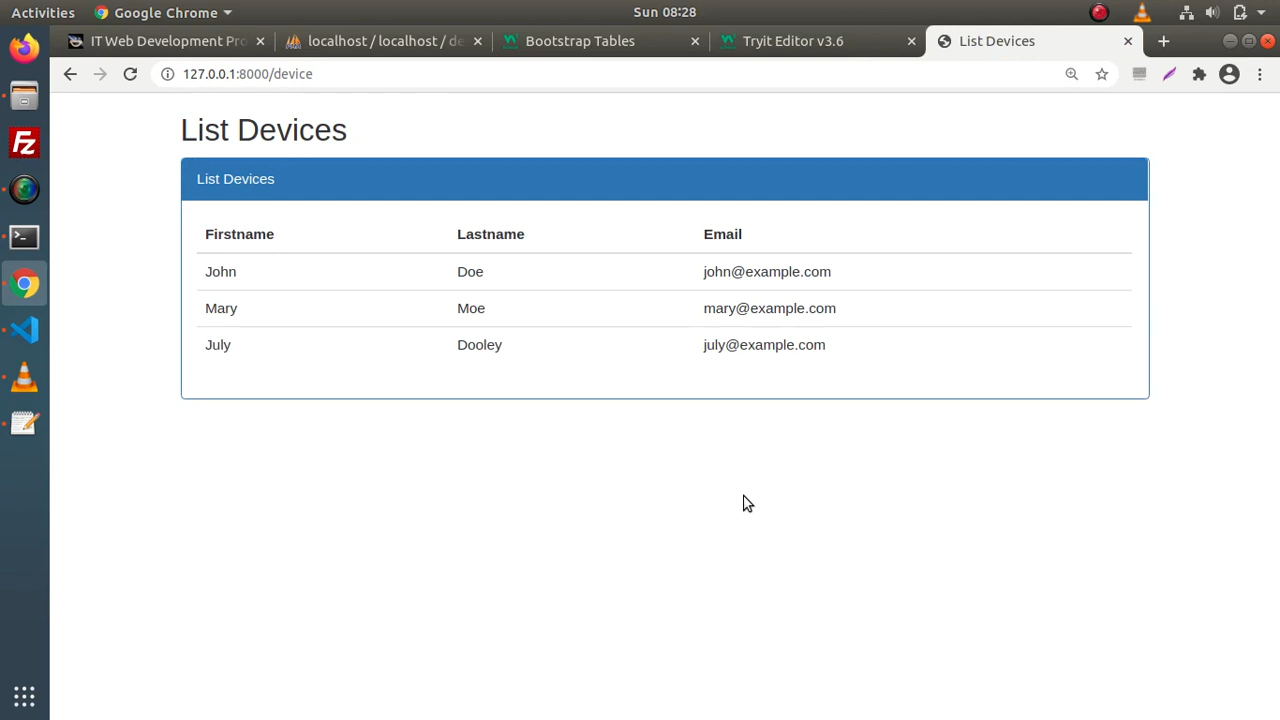 Activities Google Chrome Sun 08:28
IT Web Development Pro localhost / localhost / de Bootstrap Tables Tryit Editor v3.6 List Devices
127.0.0.1:8000/device
List Devices
List Devices
Firstname Lastname Email
John Doe john@example.com
Mary Moe mary@example.com
July Dooley july@example.com
Fz